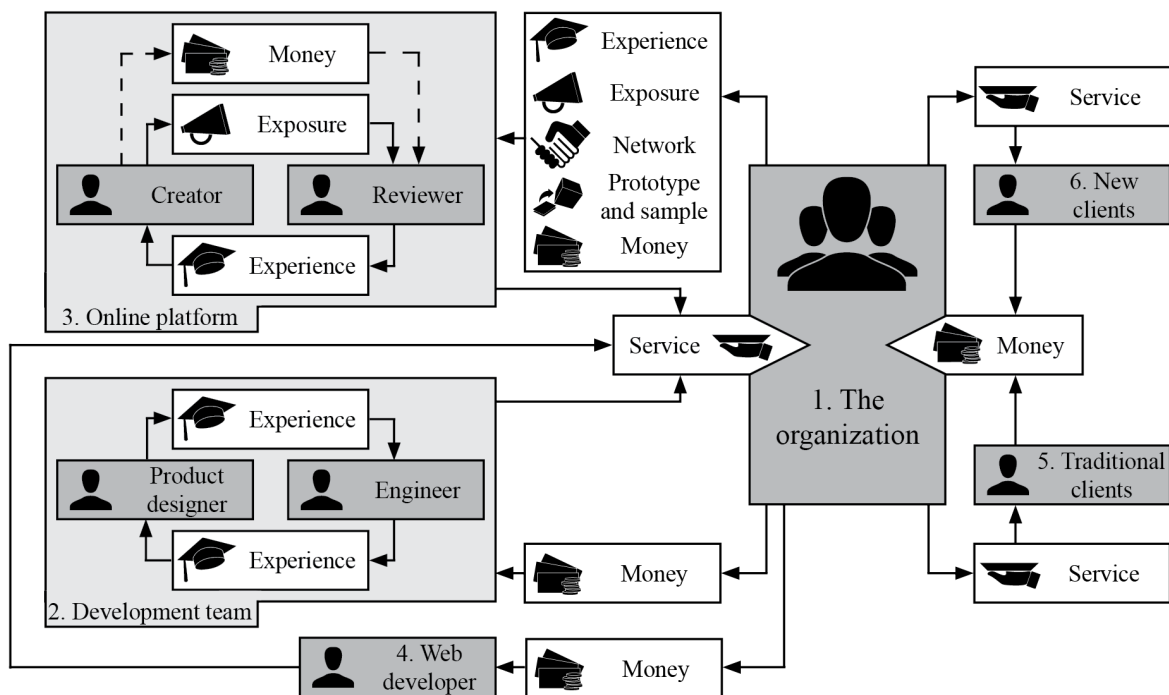 Money
Exposure
Creator
Reviewer
Experience
3. Online platform
Experience
Exposure
Network
Prototype
and sample
Money
Service
6. New
clients
Service
Money
1. The
organization
Experience
Product
designer
Engineer
Experience
2. Development team
Money
5. Traditional
clients
Service
4. Web
developer
Money